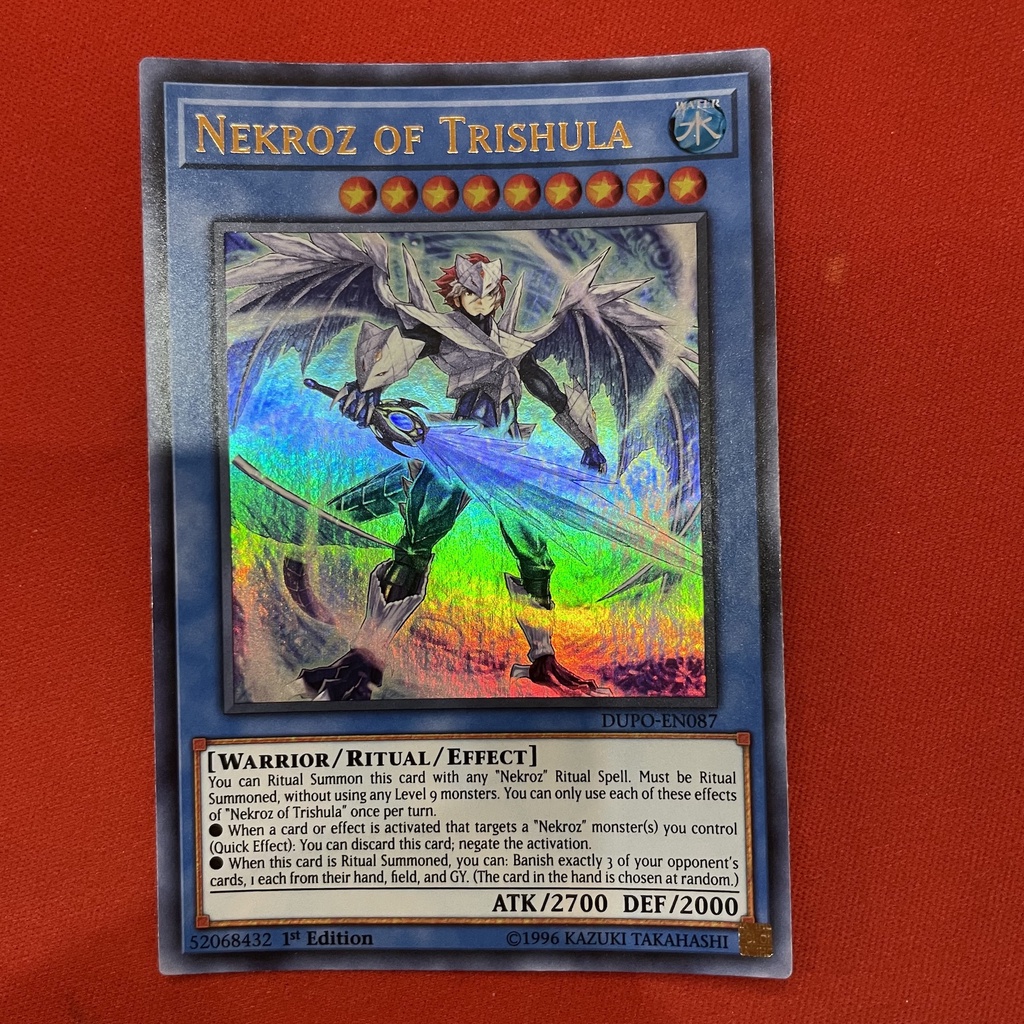 NEKROZ OF TRISHULA
WATER
水
DUPO-EN087
[WARRIOR/RITUAL/EFFECT]
You can Ritual Summon this card with any "Nekroz" Ritual Spell. Must be Ritual
Summoned, without using any Level 9 monsters. You can only use each of these effects
of "Nekroz of Trishula" once per turn.
● When a card or effect is activated that targets a "Nekroz" monster(s) you control
(Quick Effect): You can discard this card; negate the activation.
● When this card is Ritual Summoned, you can: Banish exactly 3 of your opponent's
cards, 1 each from their hand, field, and GY. (The card in the hand is chosen at random.)
ATK/2700 DEF/2000
52068432 1st Edition ©1996 KAZUKI TAKAHASHI